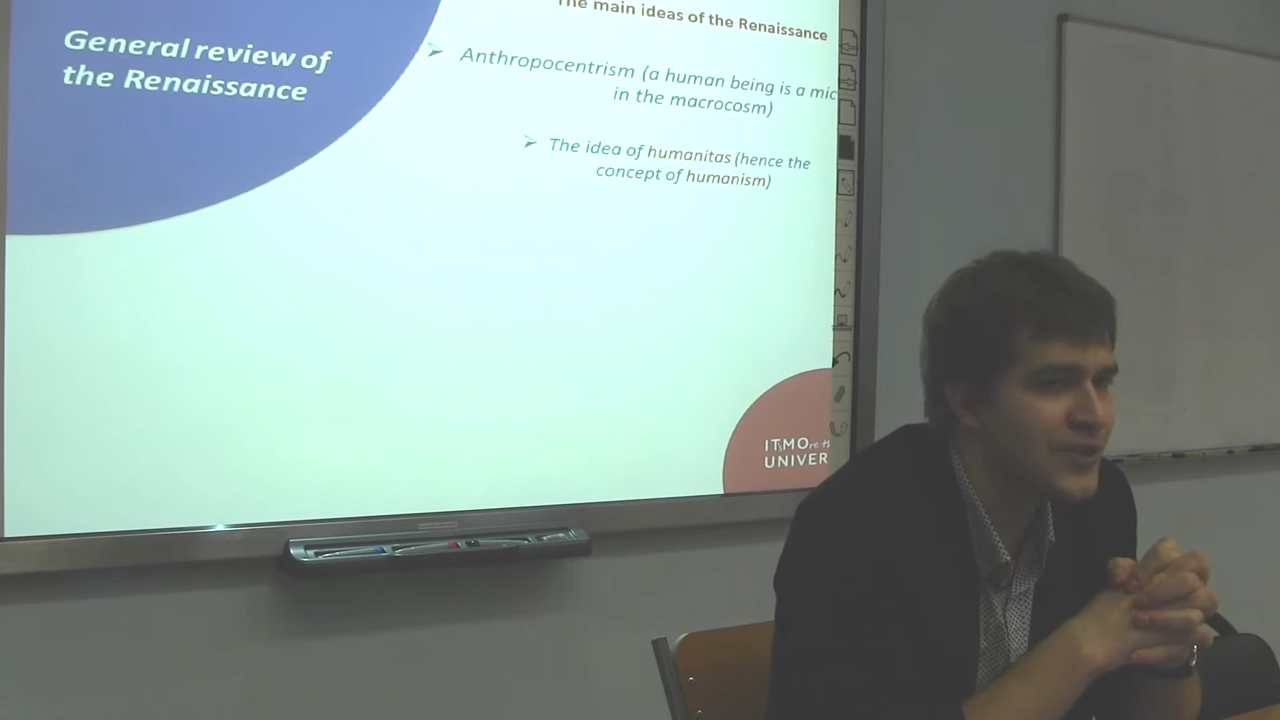 General review of
the Renaissance
The main ideas of the Renaissance
Anthropocentrism (a human being is a mic
in the macrocosm)
The idea of humanitas (hence the
concept of humanism)
ITMO
UNIVER